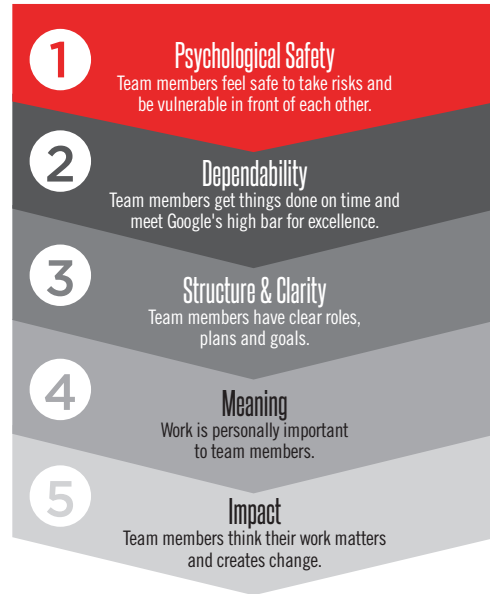 1
Psychological Safety
Team members feel safe to take risks and
be vulnerable in front of each other.
2
Dependability
Team members get things done on time and
meet Google's high bar for excellence.
3
Structure & Clarity
Team members have clear roles,
plans and goals.
4
Meaning
Work is personally important
to team members.
5
Impact
Team members think their work matters
and creates change.